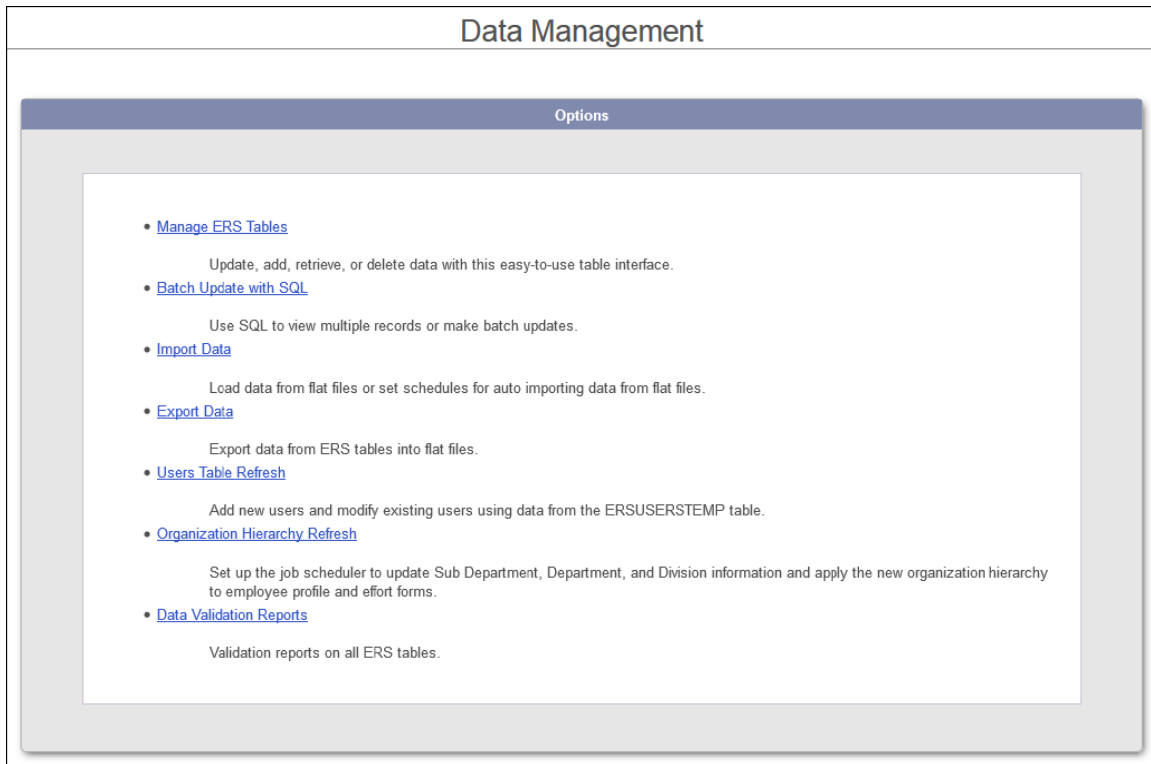 Data Management
Options
• Manage ERS Tables
Update, add, retrieve, or delete data with this easy-to-use table interface.
• Batch Update with SQL
Use SQL to view multiple records or make batch updates.
• Import Data
Load data from flat files or set schedules for auto importing data from flat files.
• Export Data
Export data from ERS tables into flat files.
• Users Table Refresh
Add new users and modify existing users using data from the ERSUSERSTEMP table.
• Organization Hierarchy Refresh
Set up the job scheduler to update Sub Department, Department, and Division information and apply the new organization hierarchy
to employee profile and effort forms.
• Data Validation Reports
Validation reports on all ERS tables.